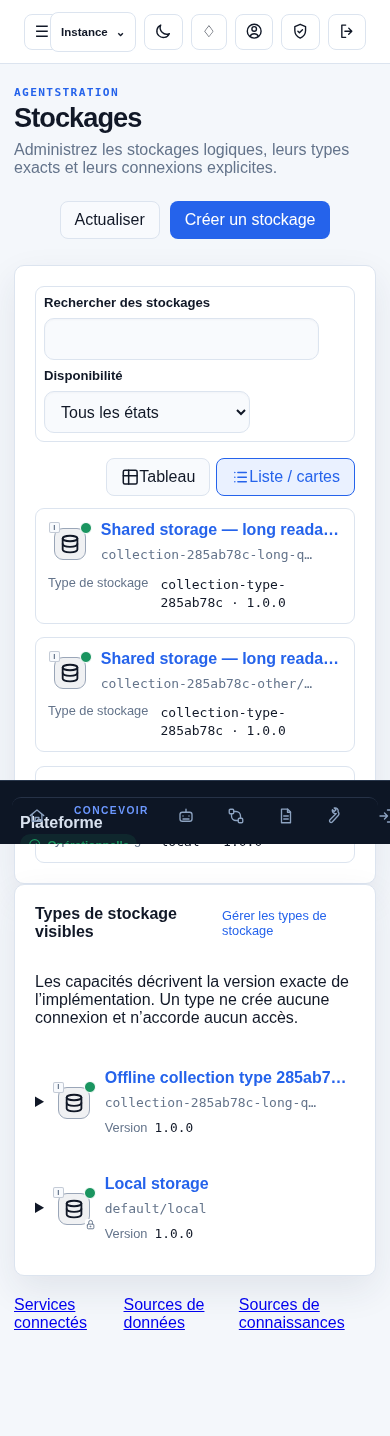 Instance
AGENTSTRATION
Stockages
Administrez les stockages logiques, leurs types
exacts et leurs connexions explicites.
Actualiser
Créer un stockage
Rechercher des stockages
Disponibilité
Tous les états
Tableau
Liste / cartes
I
Shared storage — long reada…
collection-285ab78c-long-q…
Type de stockage
collection-type-
285ab78c · 1.0.0
I
Shared storage — long reada…
collection-285ab78c-other/…
Type de stockage
collection-type-
285ab78c · 1.0.0
CONCEVOIR
Plateforme
Types de stockage
visibles
Gérer les types de
stockage
Les capacités décrivent la version exacte de
l’implémentation. Un type ne crée aucune
connexion et n’accorde aucun accès.
I
Offline collection type 285ab7…
collection-285ab78c-long-q…
Version 1.0.0
I
Local storage
default/local
Version 1.0.0
Services
connectés
Sources de
données
Sources de
connaissances